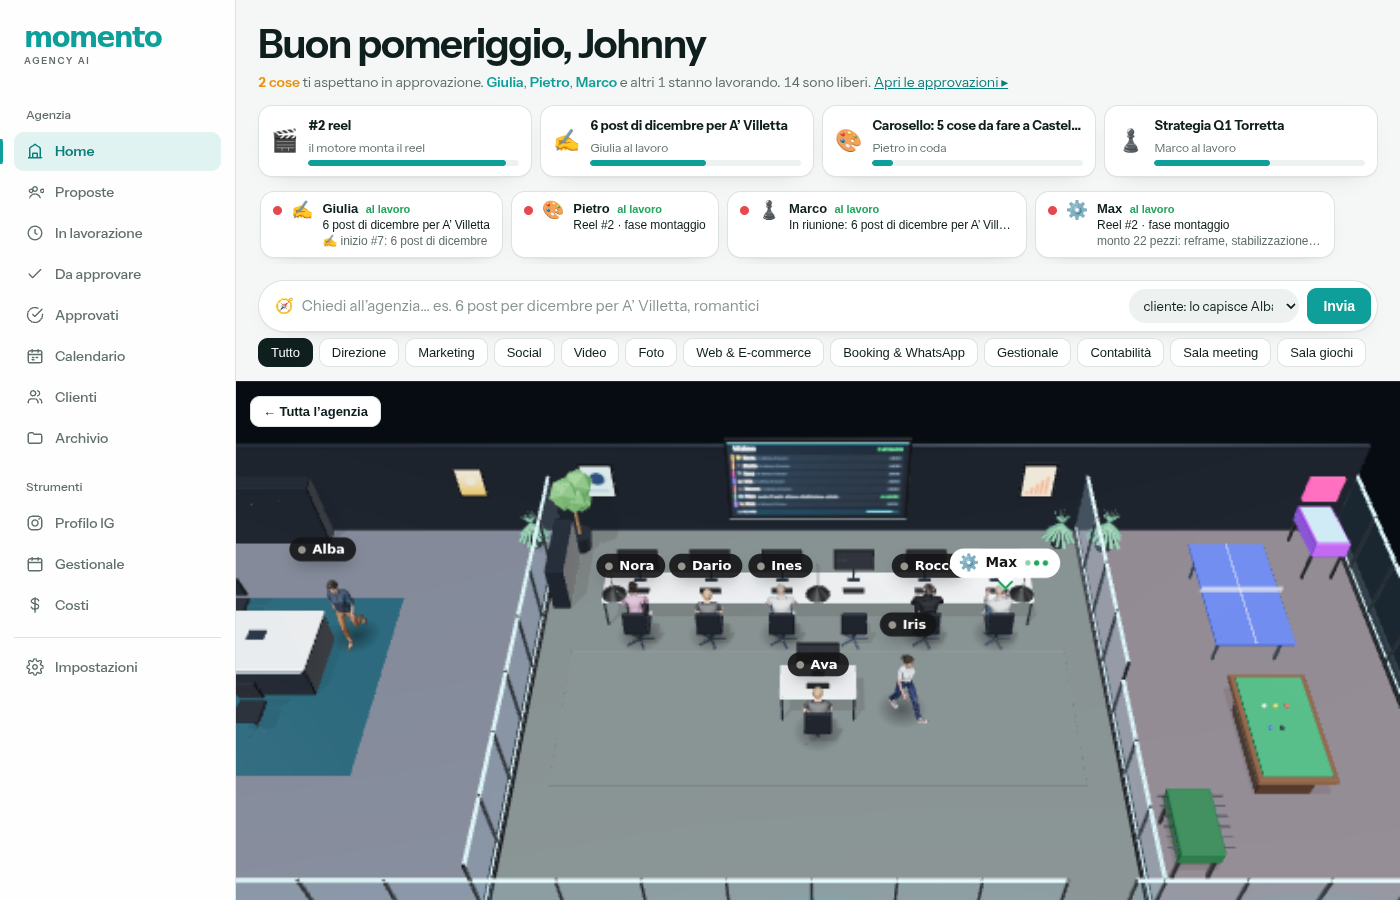 momento
AGENCY AI
Agenzia
Home
Proposte
In lavorazione
Da approvare
Approvati
Calendario
Clienti
Archivio
Strumenti
Profilo IG
Gestionale
Costi
Impostazioni
Buon pomeriggio, Johnny
2 cose ti aspettano in approvazione. Giulia, Pietro, Marco e altri 1 stanno lavorando. 14 sono liberi. Apri le approvazioni ▸
#2 reel
il motore monta il reel
6 post di dicembre per A’ Villetta
Giulia al lavoro
Carosello: 5 cose da fare a Castel…
Pietro in coda
Strategia Q1 Torretta
Marco al lavoro
Giulia al lavoro
6 post di dicembre per A’ Villetta
✍️ inizio #7: 6 post di dicembre
Pietro al lavoro
Reel #2 · fase montaggio
Marco al lavoro
In riunione: 6 post di dicembre per A’ Vill…
Max al lavoro
Reel #2 · fase montaggio
monto 22 pezzi: reframe, stabilizzazione…
Chiedi all’agenzia… es. 6 post per dicembre per A’ Villetta, romantici
cliente: lo capisce Alba
Invia
Tutto
Direzione
Marketing
Social
Video
Foto
Web & E-commerce
Booking & WhatsApp
Gestionale
Contabilità
Sala meeting
Sala giochi
← Tutta l’agenzia
Video
Alba
Nora
Dario
Ines
Rocc
Max
Iris
Ava